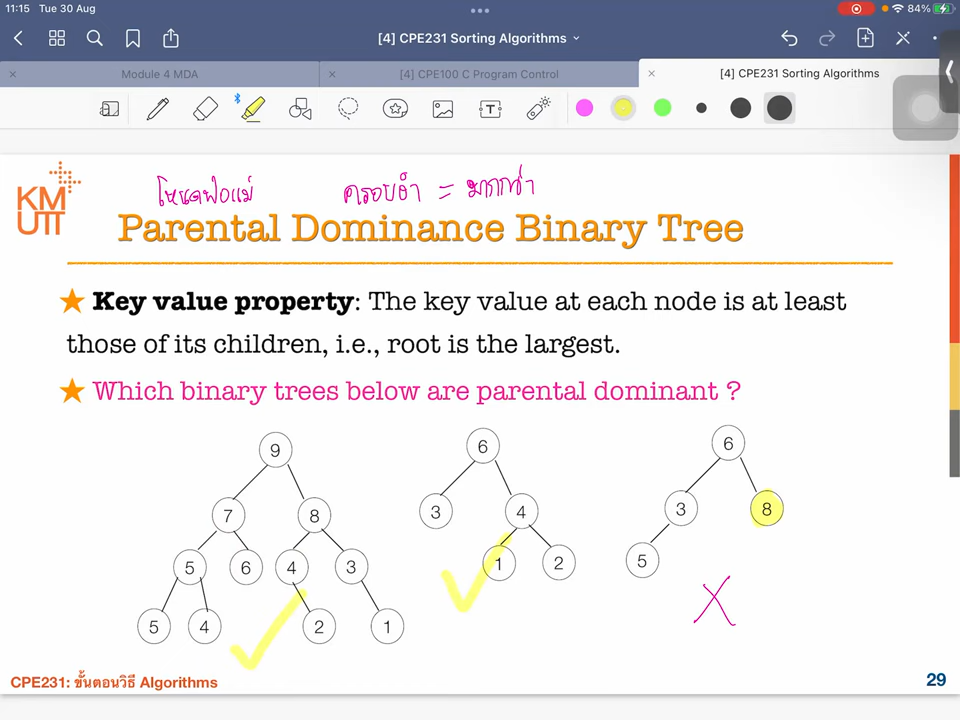 11:15 Tue 30 Aug
84%
[4] CPE231 Sorting Algorithms
Module 4 MDA
[4] CPE100 C Program Control
[4] CPE231 Sorting Algorithms
T
KM
UTT
โหนดพ่อแม่ ครอบงำ = มากกว่า
Parental Dominance Binary Tree
Key value property: The key value at each node is at least
those of its children, i.e., root is the largest.
Which binary trees below are parental dominant ?
9
7 8
5 6 4 3
5 4 2 1
6
3 4
1 2
6
3 8
5
CPE231: ขั้นตอนวิธี Algorithms
29